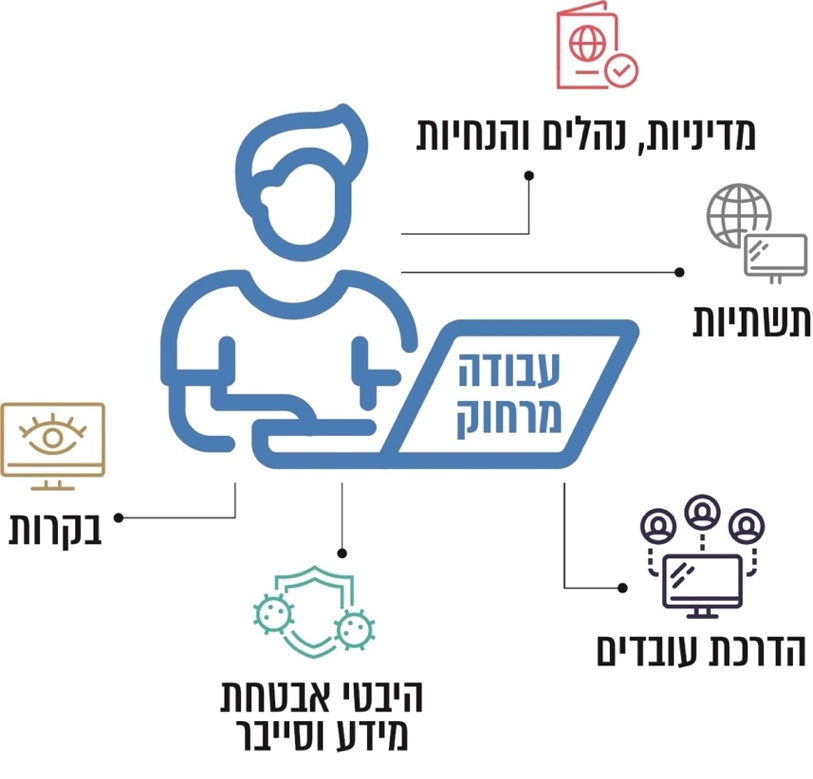 מדיניות, נהלים והנחיות
תשתיות
עבודה
מרחוק
בקרות
הדרכת עובדים
היבטי אבטחת
מידע וסייבר